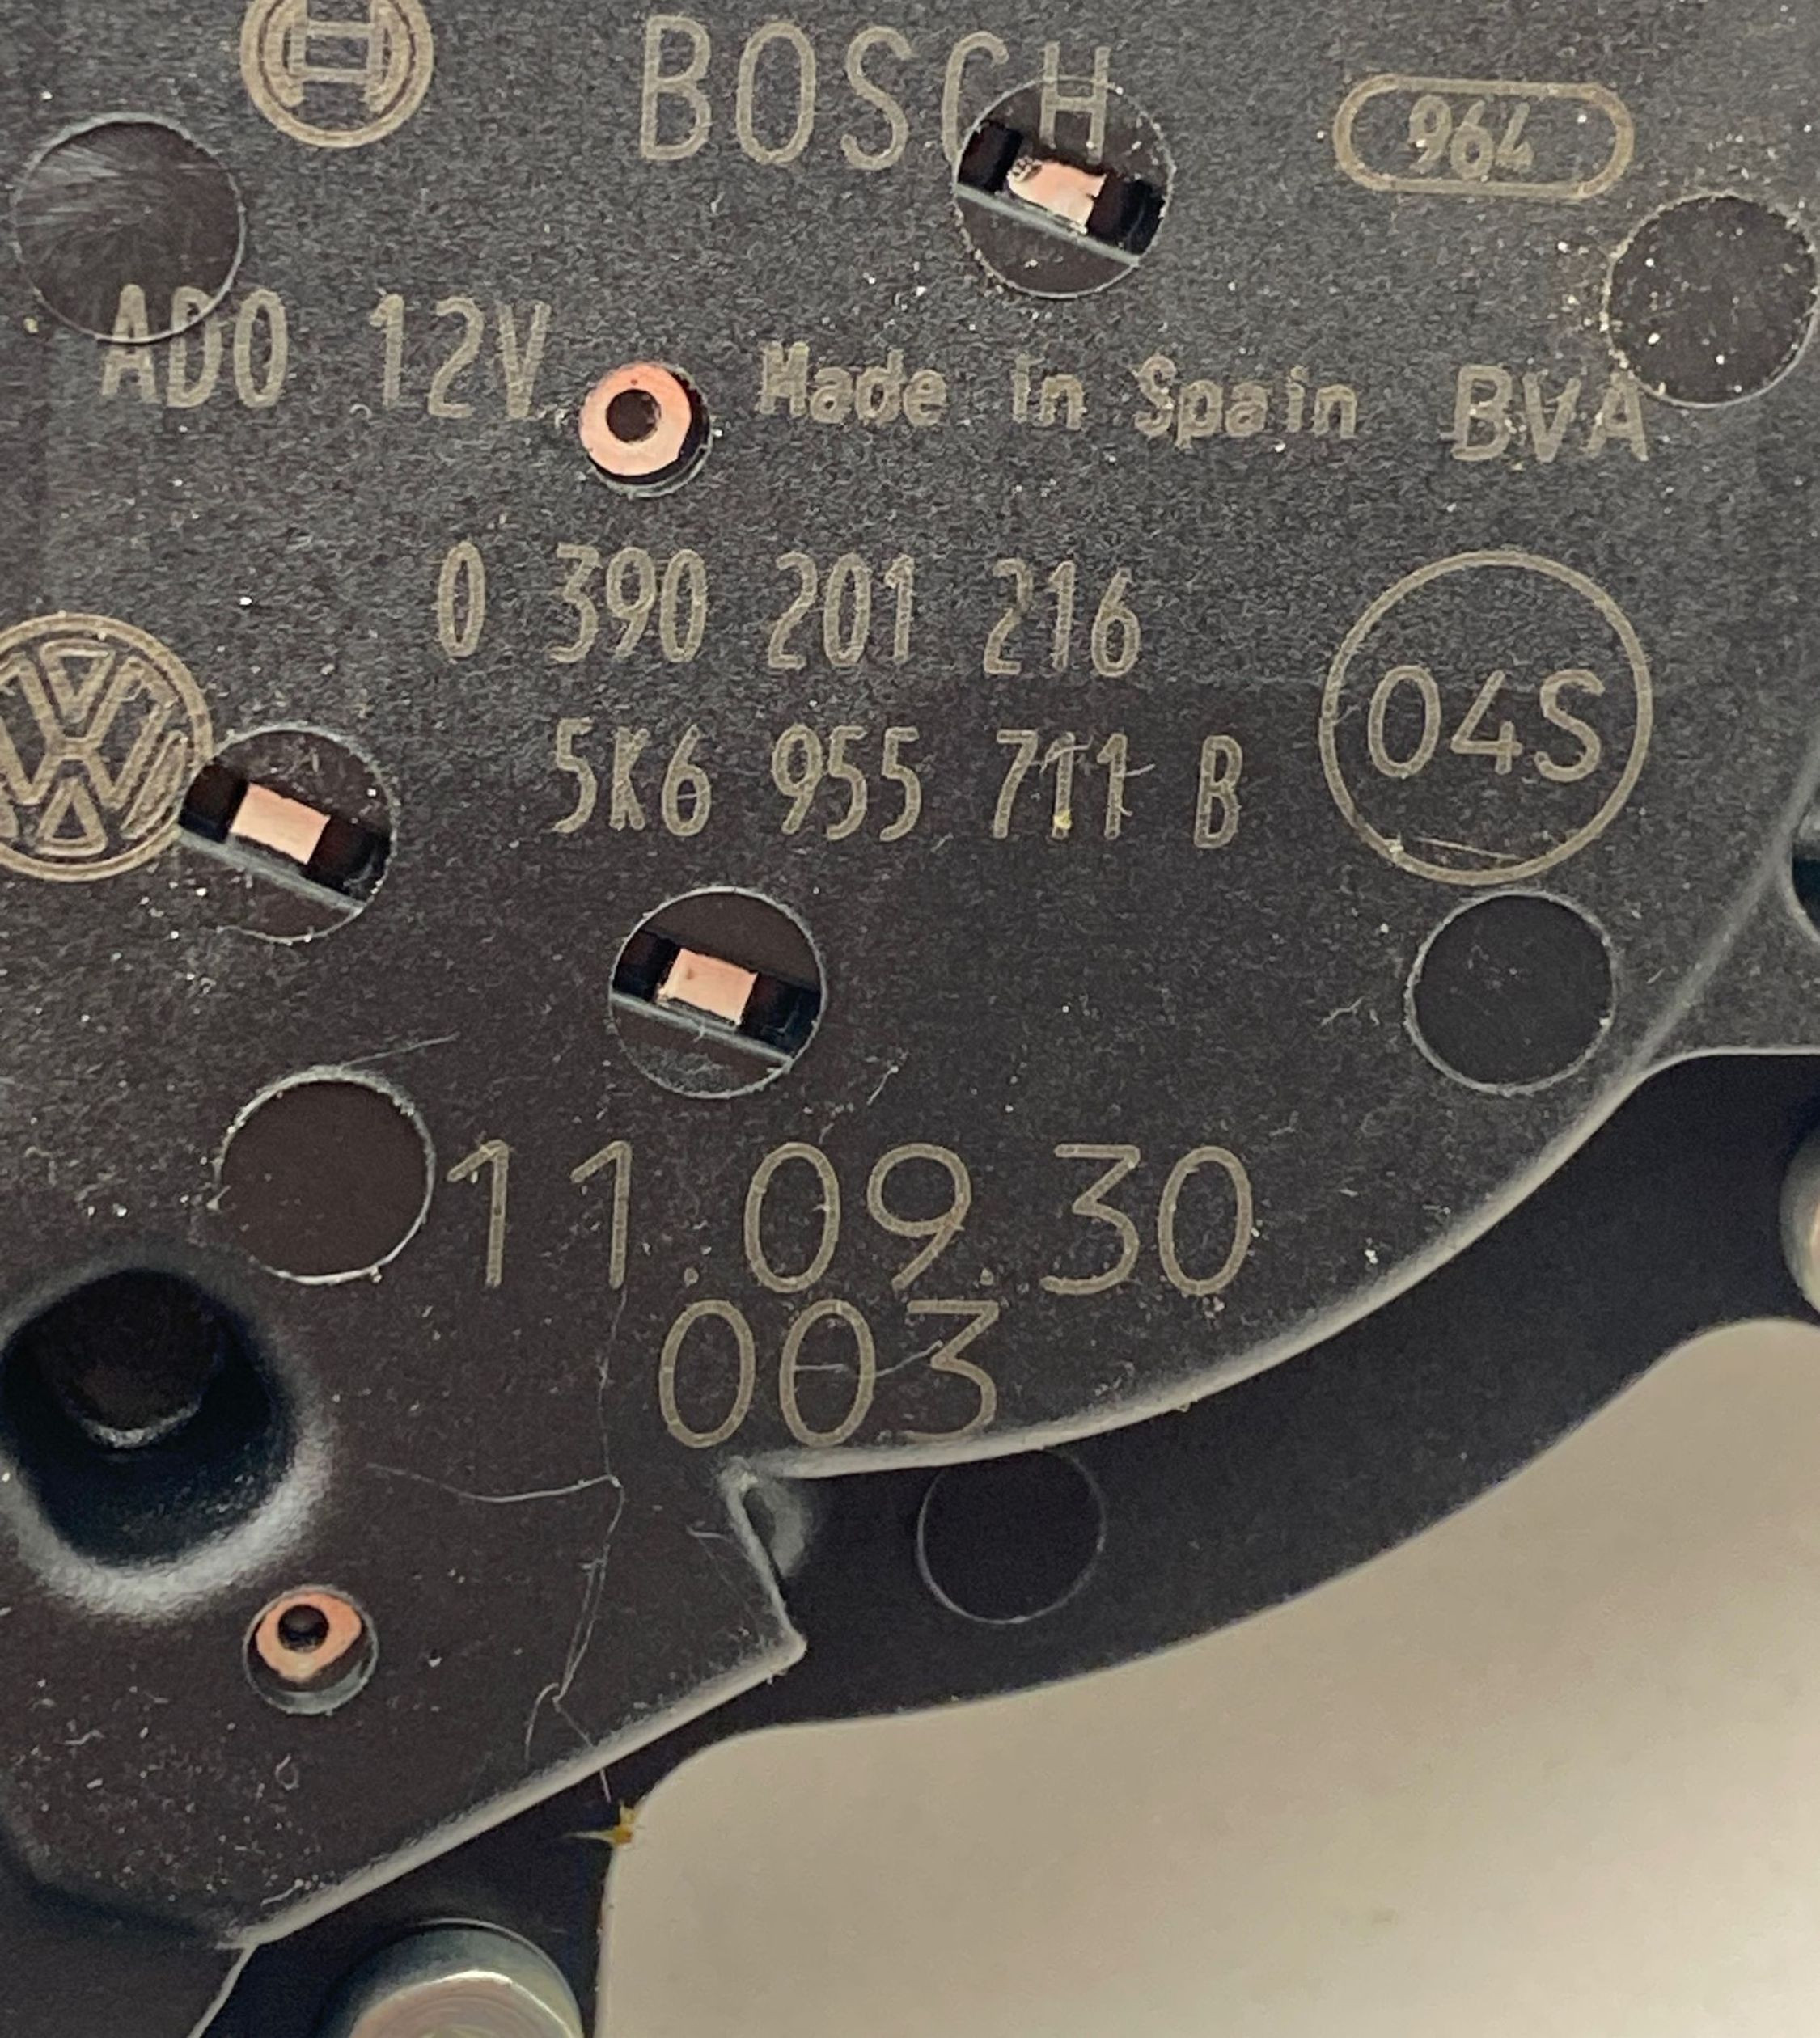 BOSCH
964
ADO 12V Made in Spain BVA
0 390 201 216
5K6 955 711 B
04S
11.09.30
003